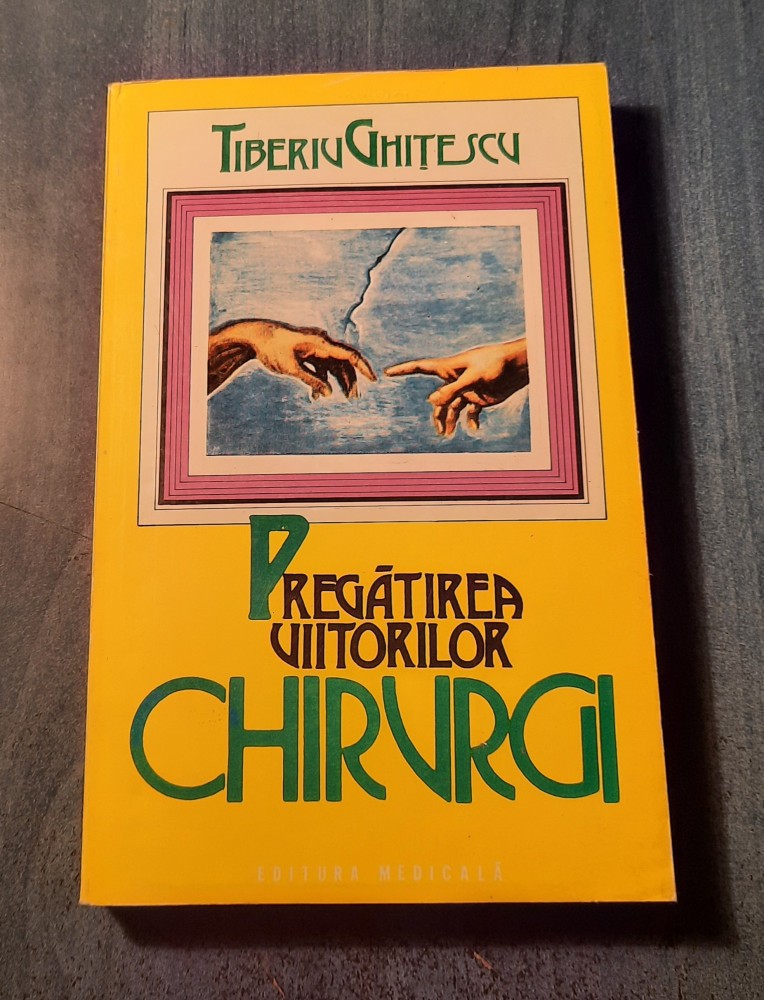 TIBERIU GHIȚESCU
PREGĂTIREA
VIITORILOR
CHIRURGI
EDITURA MEDICALĂ